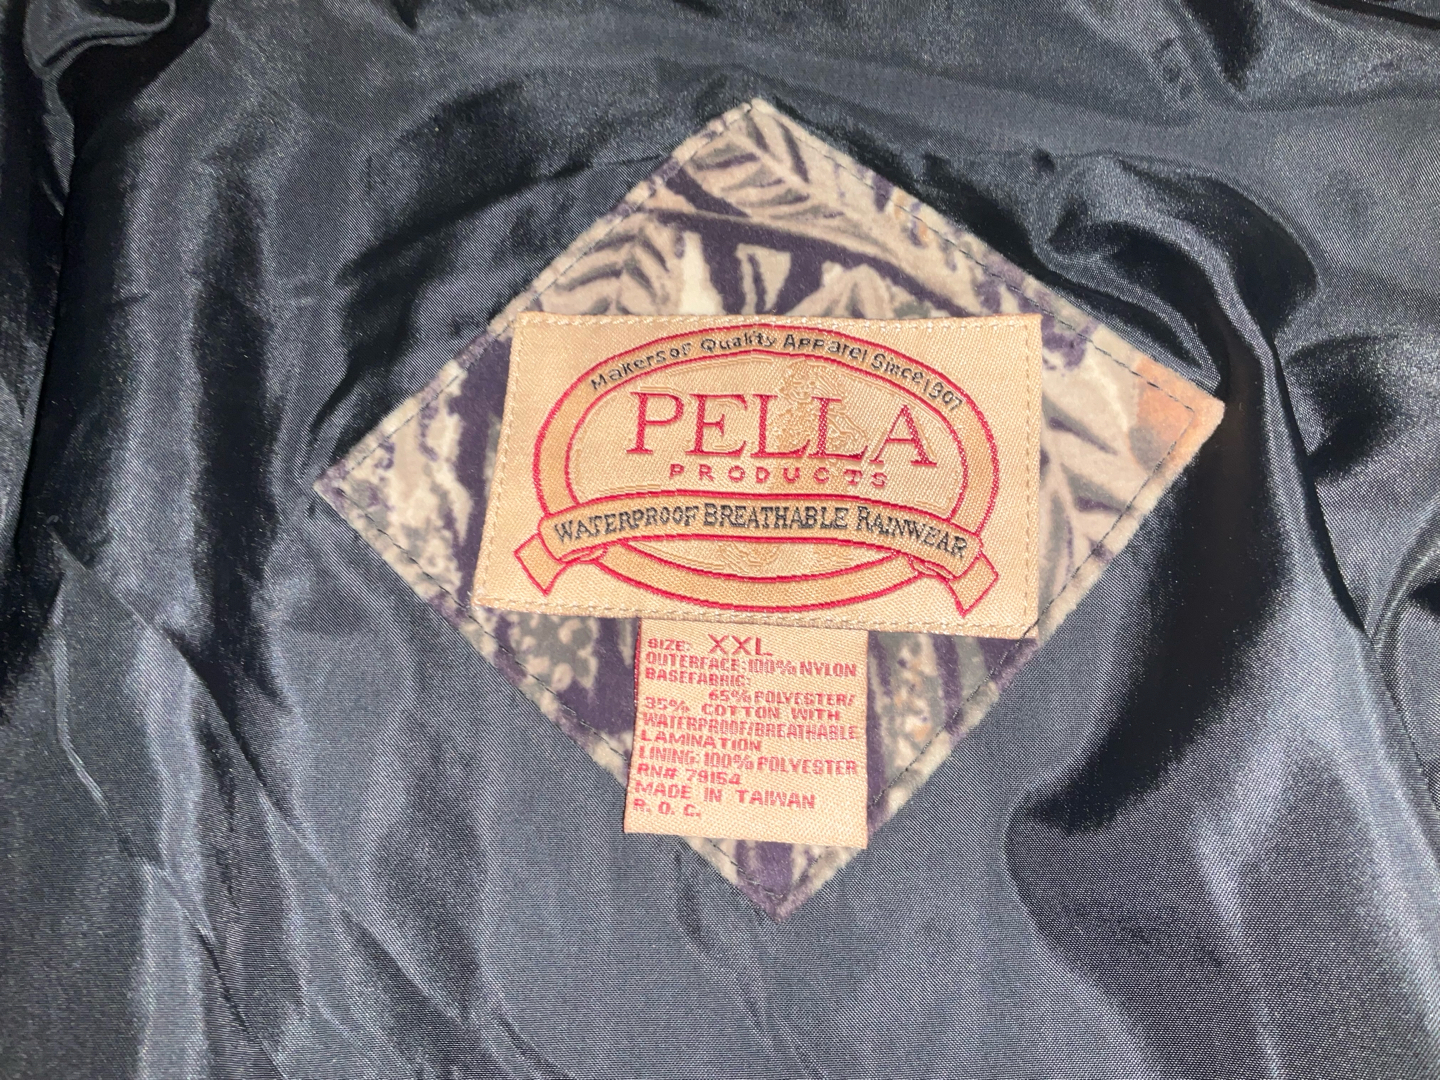 Makers of Quality Apparel Since 1907
PELLA
PRODUCTS
WATERPROOF BREATHABLE RAINWEAR
SIZE: XXL
OUTERFACE:100% NYLON
BASEFABRIC:
65% POLYESTER/
35% COTTON WITH
WATERPROOF/BREATHABLE
LAMINATION
LINING:100% POLYESTER
RN# 79154
MADE IN TAIWAN
R. O. C.